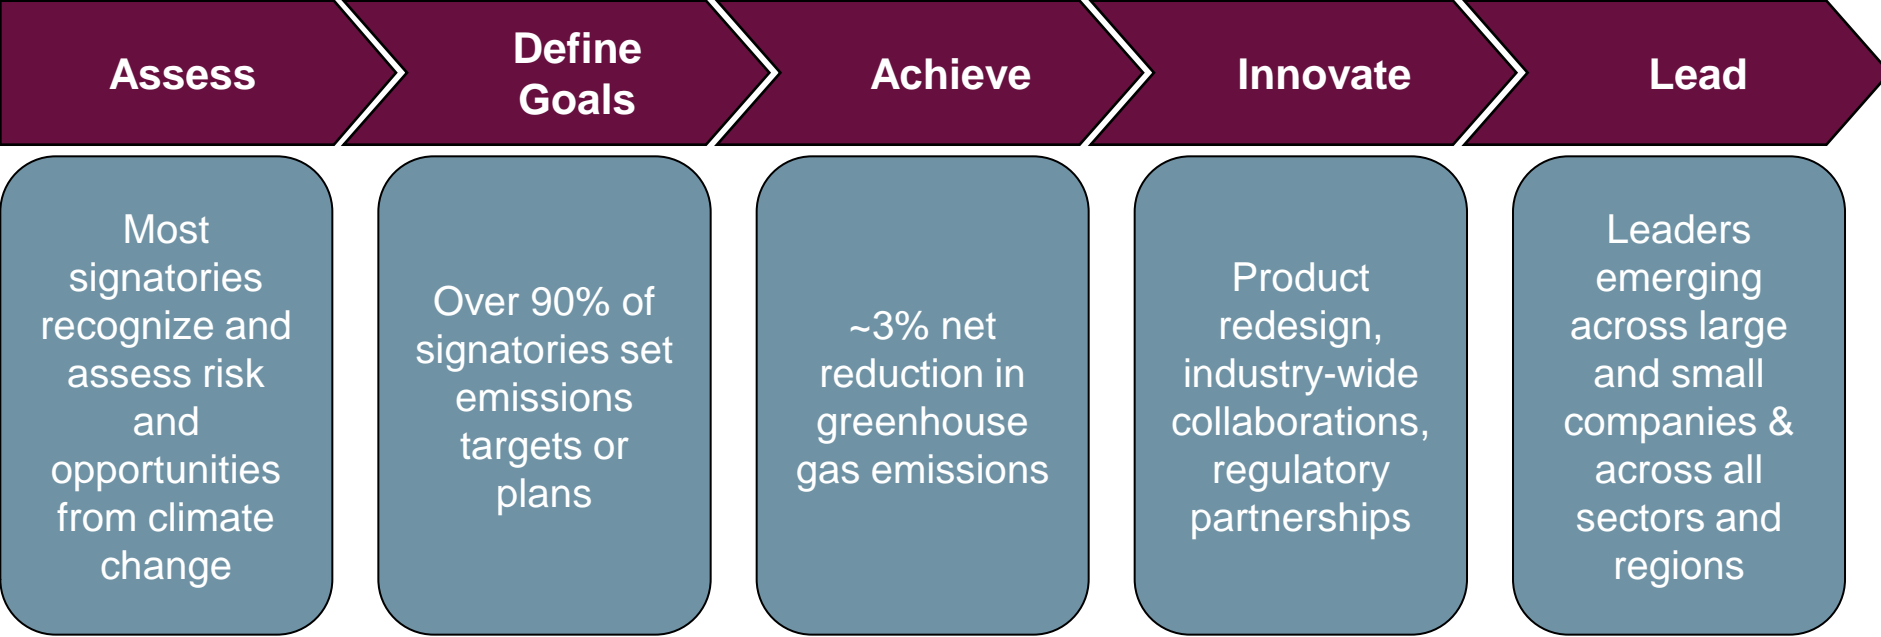 Assess
Define
Goals
Achieve
Innovate
Lead
Most
signatories
recognize and
assess risk
and
opportunities
from climate
change
Over 90% of
signatories set
emissions
targets or
plans
~3% net
reduction in
greenhouse
gas emissions
Product
redesign,
industry-wide
collaborations,
regulatory
partnerships
Leaders
emerging
across large
and small
companies &
across all
sectors and
regions